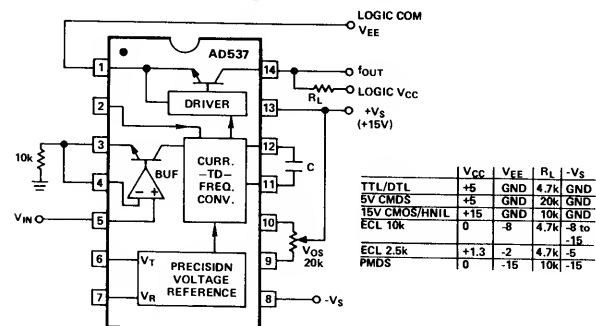 LOGIC COM
VEE
AD537
1
14
fOUT
RL
LOGIC VCC
DRIVER
2
13
+VS
(+15V)
3
12
10k
BUF
CURR.
-TD-
FREQ.
CONV.
C
4
11
VIN
5
10
VOS
20k
6
VT
PRECISIDN
VOLTAGE
REFERENCE
9
7
VR
8
-VS
VCC VEE RL -VS
TTL/DTL +5 GND 4.7k GND
5V CMDS +5 GND 20k GND
15V CMOS/HNIL +15 GND 10k GND
ECL 10k 0 -8 4.7k -8 to
-15
ECL 2.5k +1.3 -2 4.7k -5
PMDS 0 -15 10k -15